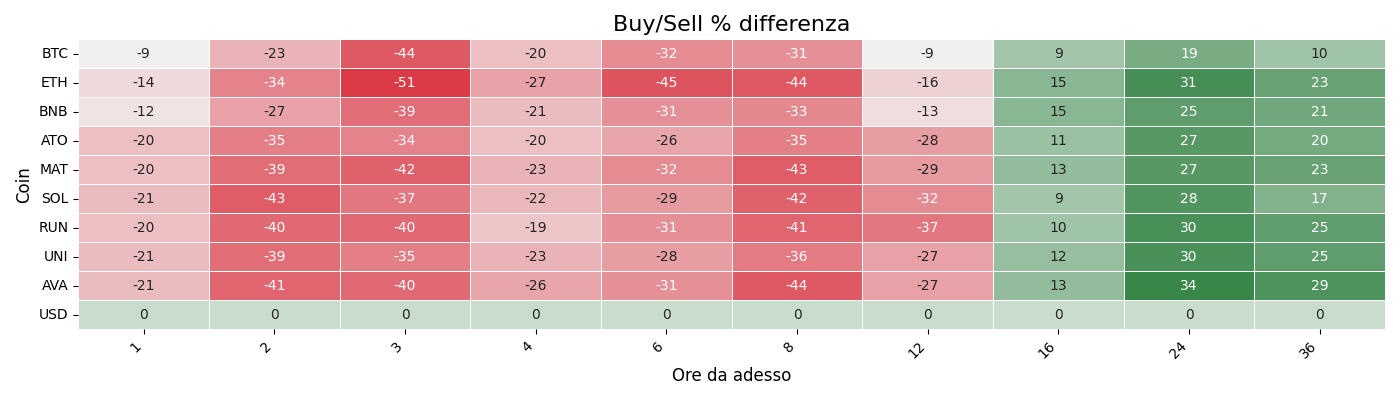 Buy/Sell % differenza
Coin
BTC -9 -23 -44 -20 -32 -31 -9 9 19 10
ETH -14 -34 -51 -27 -45 -44 -16 15 31 23
BNB -12 -27 -39 -21 -31 -33 -13 15 25 21
ATO -20 -35 -34 -20 -26 -35 -28 11 27 20
MAT -20 -39 -42 -23 -32 -43 -29 13 27 23
SOL -21 -43 -37 -22 -29 -42 -32 9 28 17
RUN -20 -40 -40 -19 -31 -41 -37 10 30 25
UNI -21 -39 -35 -23 -28 -36 -27 12 30 25
AVA -21 -41 -40 -26 -31 -44 -27 13 34 29
USD 0 0 0 0 0 0 0 0 0 0
1 2 3 4 6 8 12 16 24 36
Ore da adesso